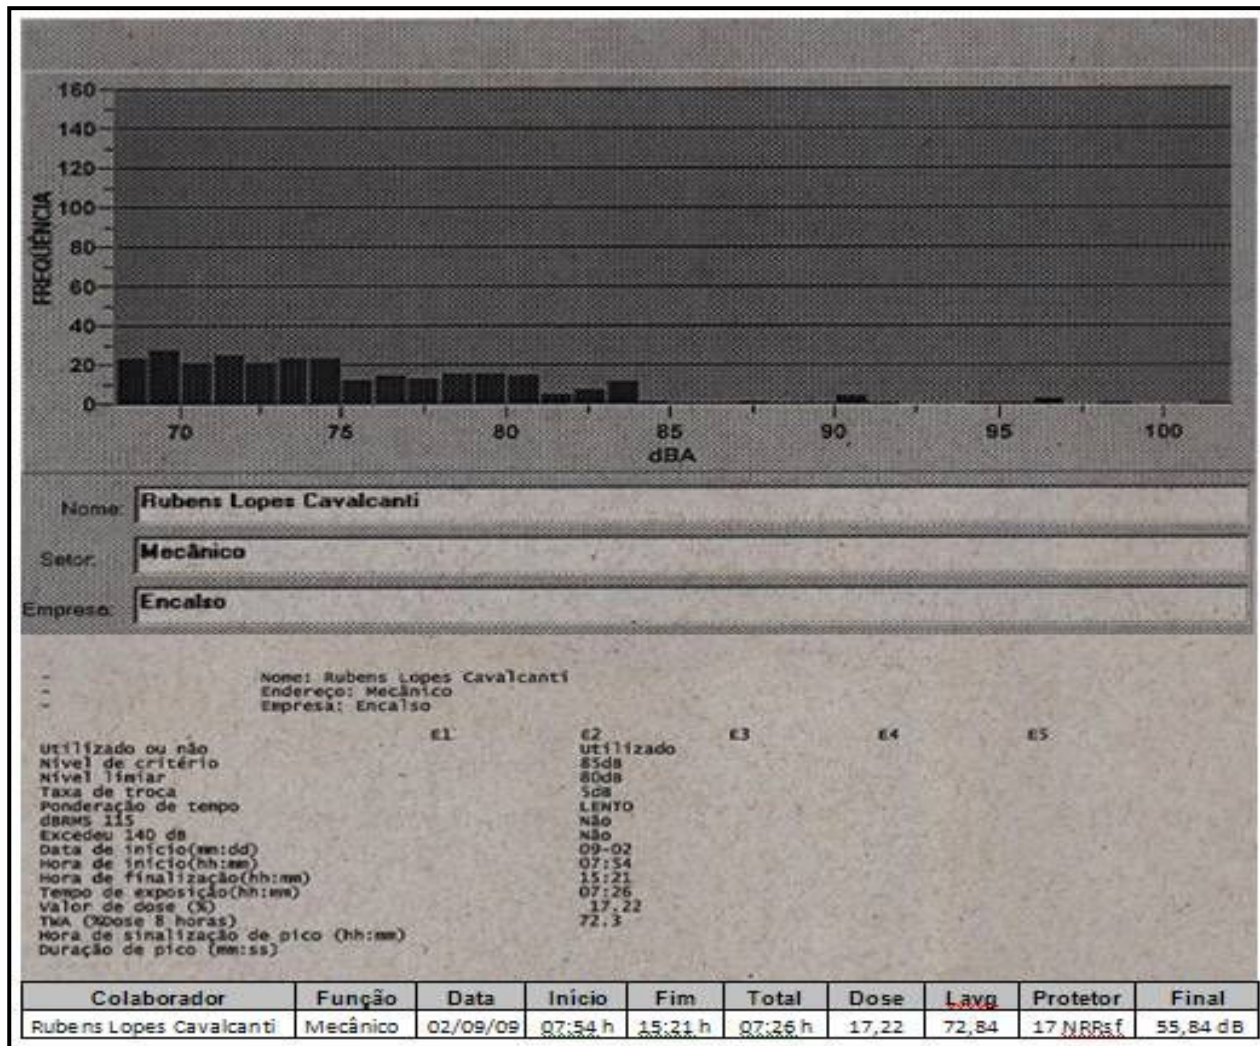 160
140
120
100
80
60
40
20
0
FREQUÊNCIA
70 75 80 85 90 95 100
dBA
Nome: Rubens Lopes Cavalcanti
Setor: Mecânico
Empresa: Encalso
Nome: Rubens Lopes Cavalcanti
Endereço: Mecânico
Empresa: Encalso
E1 E2 E3 E4 E5
Utilizado ou não Utilizado
Nível de critério 85dB
Nível limiar 80dB
Taxa de troca 5dB
Ponderação de tempo LENTO
dBRMS 115 Não
Excedeu 140 dB Não
Data de início(mm:dd) 09-02
Hora de início(hh:mm) 07:54
Hora de finalização(hh:mm) 15:21
Tempo de exposição(hh:mm) 07:26
Valor de dose (%) 17.22
TWA (%Dose 8 horas) 72.3
Hora de sinalização de pico (hh:mm)
Duração de pico (mm:ss)
Colaborador Função Data Início Fim Total Dose Lavg Protetor Final
Rubens Lopes Cavalcanti Mecânico 02/09/09 07:54 h 15:21 h 07:26 h 17,22 72,84 17 NRRsf 55,84 dB